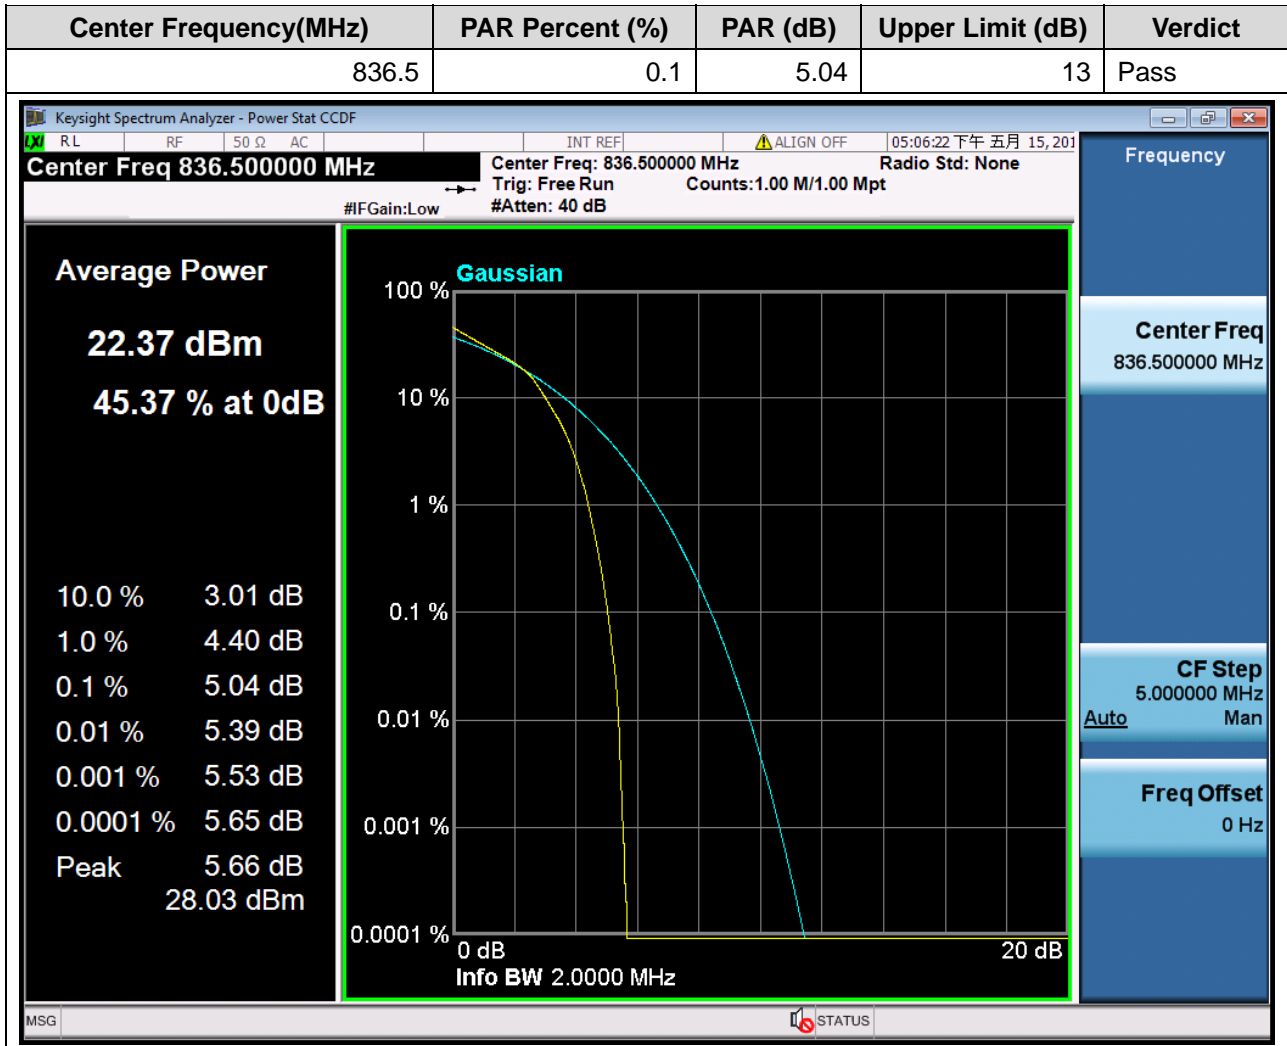 Center Frequency(MHz) PAR Percent (%) PAR (dB) Upper Limit (dB) Verdict
836.5 0.1 5.04 13 Pass
Keysight Spectrum Analyzer - Power Stat CCDF
LXI RL RF 50 Ω AC INT REF ALIGN OFF 05:06:22 下午 五月 15, 201
Center Freq 836.500000 MHz
Center Freq: 836.500000 MHz Radio Std: None
Trig: Free Run Counts:1.00 M/1.00 Mpt
#IFGain:Low #Atten: 40 dB
Average Power
22.37 dBm
45.37 % at 0dB
10.0 % 3.01 dB
1.0 % 4.40 dB
0.1 % 5.04 dB
0.01 % 5.39 dB
0.001 % 5.53 dB
0.0001 % 5.65 dB
Peak 5.66 dB
28.03 dBm
Gaussian
100 %
10 %
1 %
0.1 %
0.01 %
0.001 %
0.0001 %
0 dB 20 dB
Info BW 2.0000 MHz
Frequency
Center Freq
836.500000 MHz
CF Step
5.000000 MHz
Auto Man
Freq Offset
0 Hz
MSG STATUS